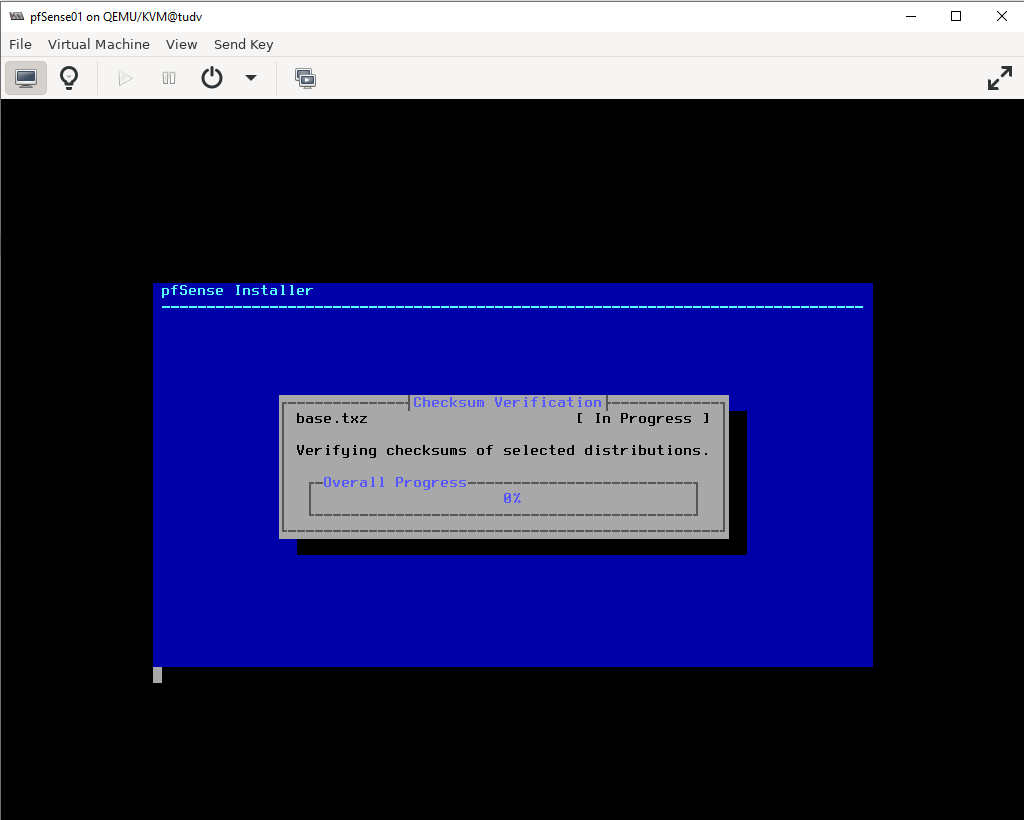 pfSense01 on QEMU/KVM@tudv
File Virtual Machine View Send Key
pfSense Installer
Checksum Verification
base.txz [ In Progress ]
Verifying checksums of selected distributions.
Overall Progress
0%